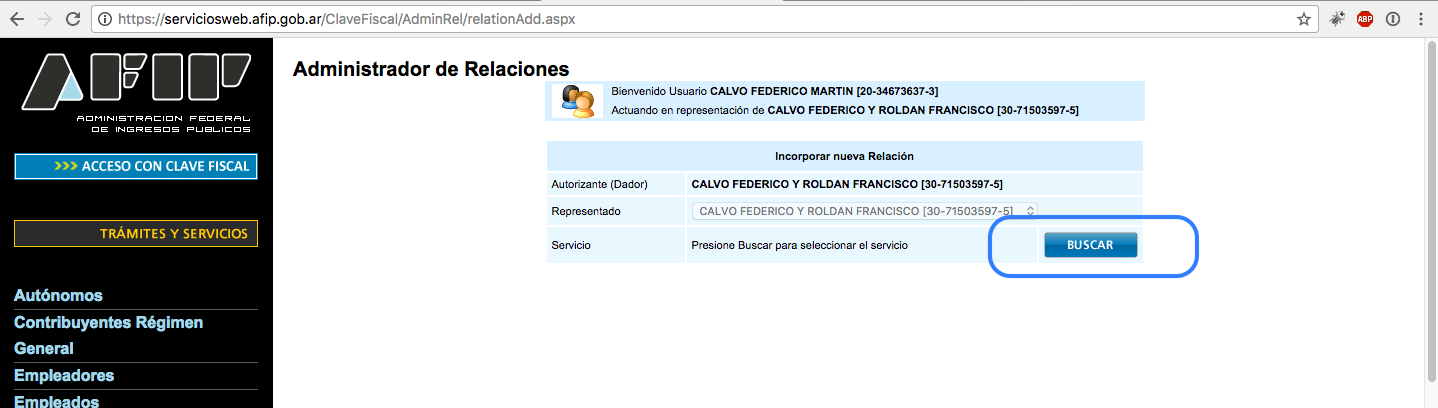 https://serviciosweb.afip.gob.ar/ClaveFiscal/AdminRel/relationAdd.aspx
ABP
AFIP
ADMINISTRACION FEDERAL
DE INGRESOS PUBLICOS
>>> ACCESO CON CLAVE FISCAL
TRÁMITES Y SERVICIOS
Autónomos
Contribuyentes Régimen
General
Empleadores
Empleados
Administrador de Relaciones
Bienvenido Usuario CALVO FEDERICO MARTIN [20-34673637-3]
Actuando en representación de CALVO FEDERICO Y ROLDAN FRANCISCO [30-71503597-5]
Incorporar nueva Relación
Autorizante (Dador) CALVO FEDERICO Y ROLDAN FRANCISCO [30-71503597-5]
Representado CALVO FEDERICO Y ROLDAN FRANCISCO [30-71503597-5]
Servicio Presione Buscar para seleccionar el servicio BUSCAR